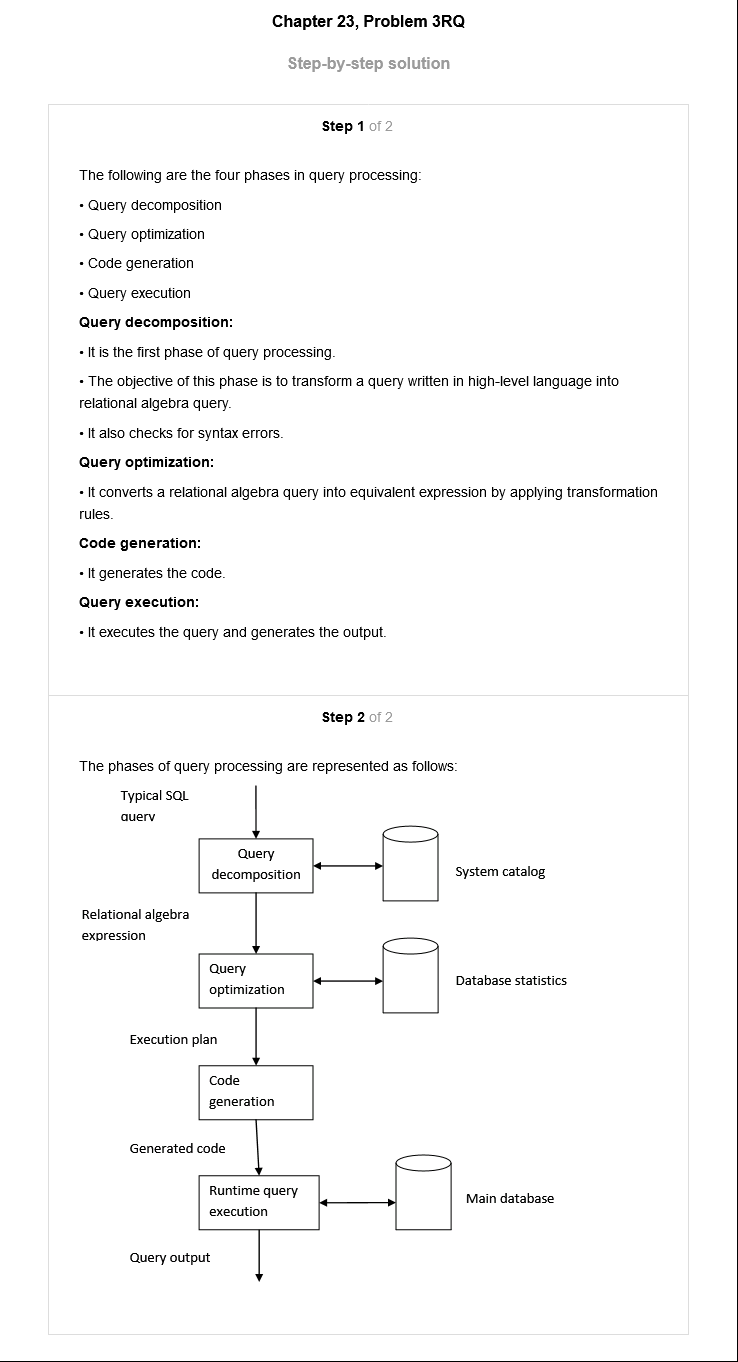 Chapter 23, Problem 3RQ
Step-by-step solution
Step 1 of 2
The following are the four phases in query processing:
• Query decomposition
• Query optimization
• Code generation
• Query execution
Query decomposition:
• It is the first phase of query processing.
• The objective of this phase is to transform a query written in high-level language into
relational algebra query.
• It also checks for syntax errors.
Query optimization:
• It converts a relational algebra query into equivalent expression by applying transformation
rules.
Code generation:
• It generates the code.
Query execution:
• It executes the query and generates the output.
Step 2 of 2
The phases of query processing are represented as follows:
Typical SQL
query
Query
decomposition
System catalog
Relational algebra
expression
Query
optimization
Database statistics
Execution plan
Code
generation
Generated code
Runtime query
execution
Main database
Query output